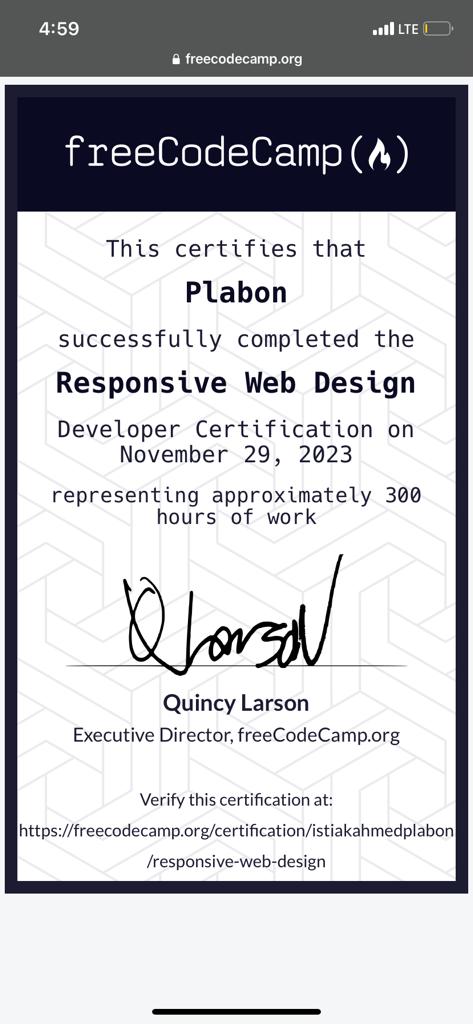 4:59
LTE
freecodecamp.org
freeCodeCamp(🔥)
This certifies that
Plabon
successfully completed the
Responsive Web Design
Developer Certification on
November 29, 2023
representing approximately 300
hours of work
QLarson
Quincy Larson
Executive Director, freeCodeCamp.org
Verify this certification at:
https://freecodecamp.org/certification/istiakahmedplabon
/responsive-web-design